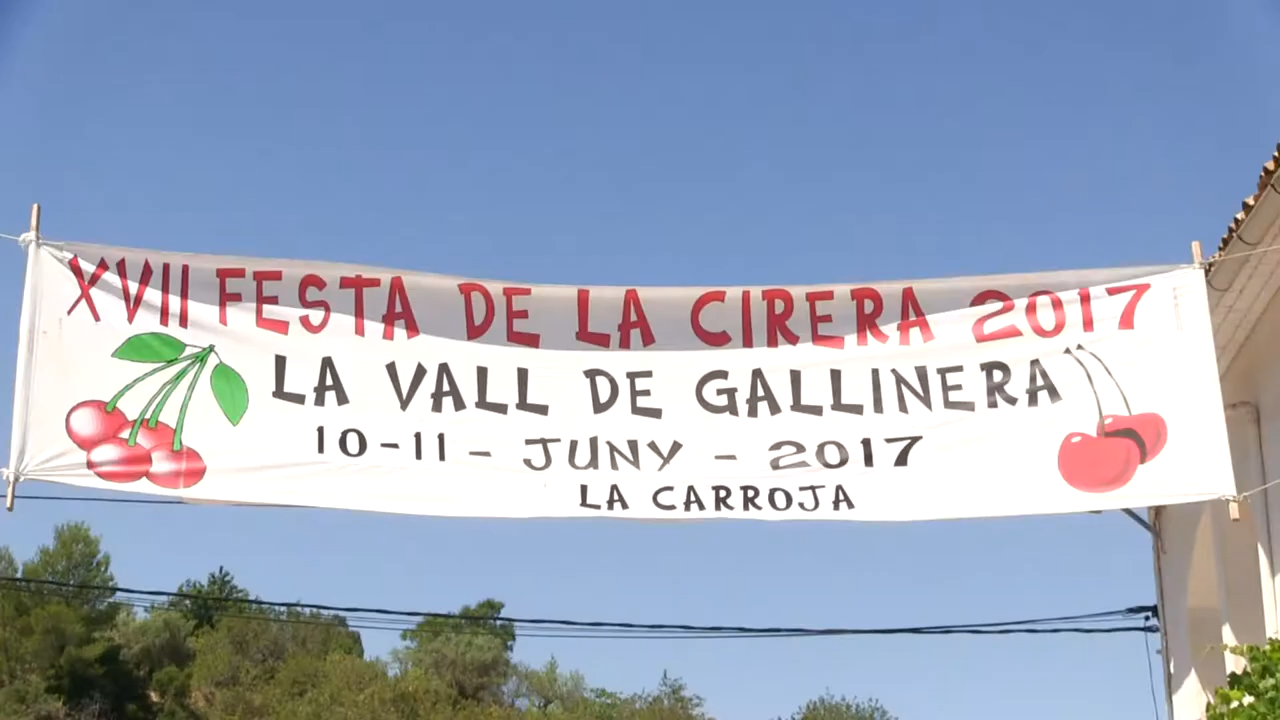 XVII FESTA DE LA CIRERA 2017
LA VALL DE GALLINERA
10-11 - JUNY - 2017
LA CARROJA